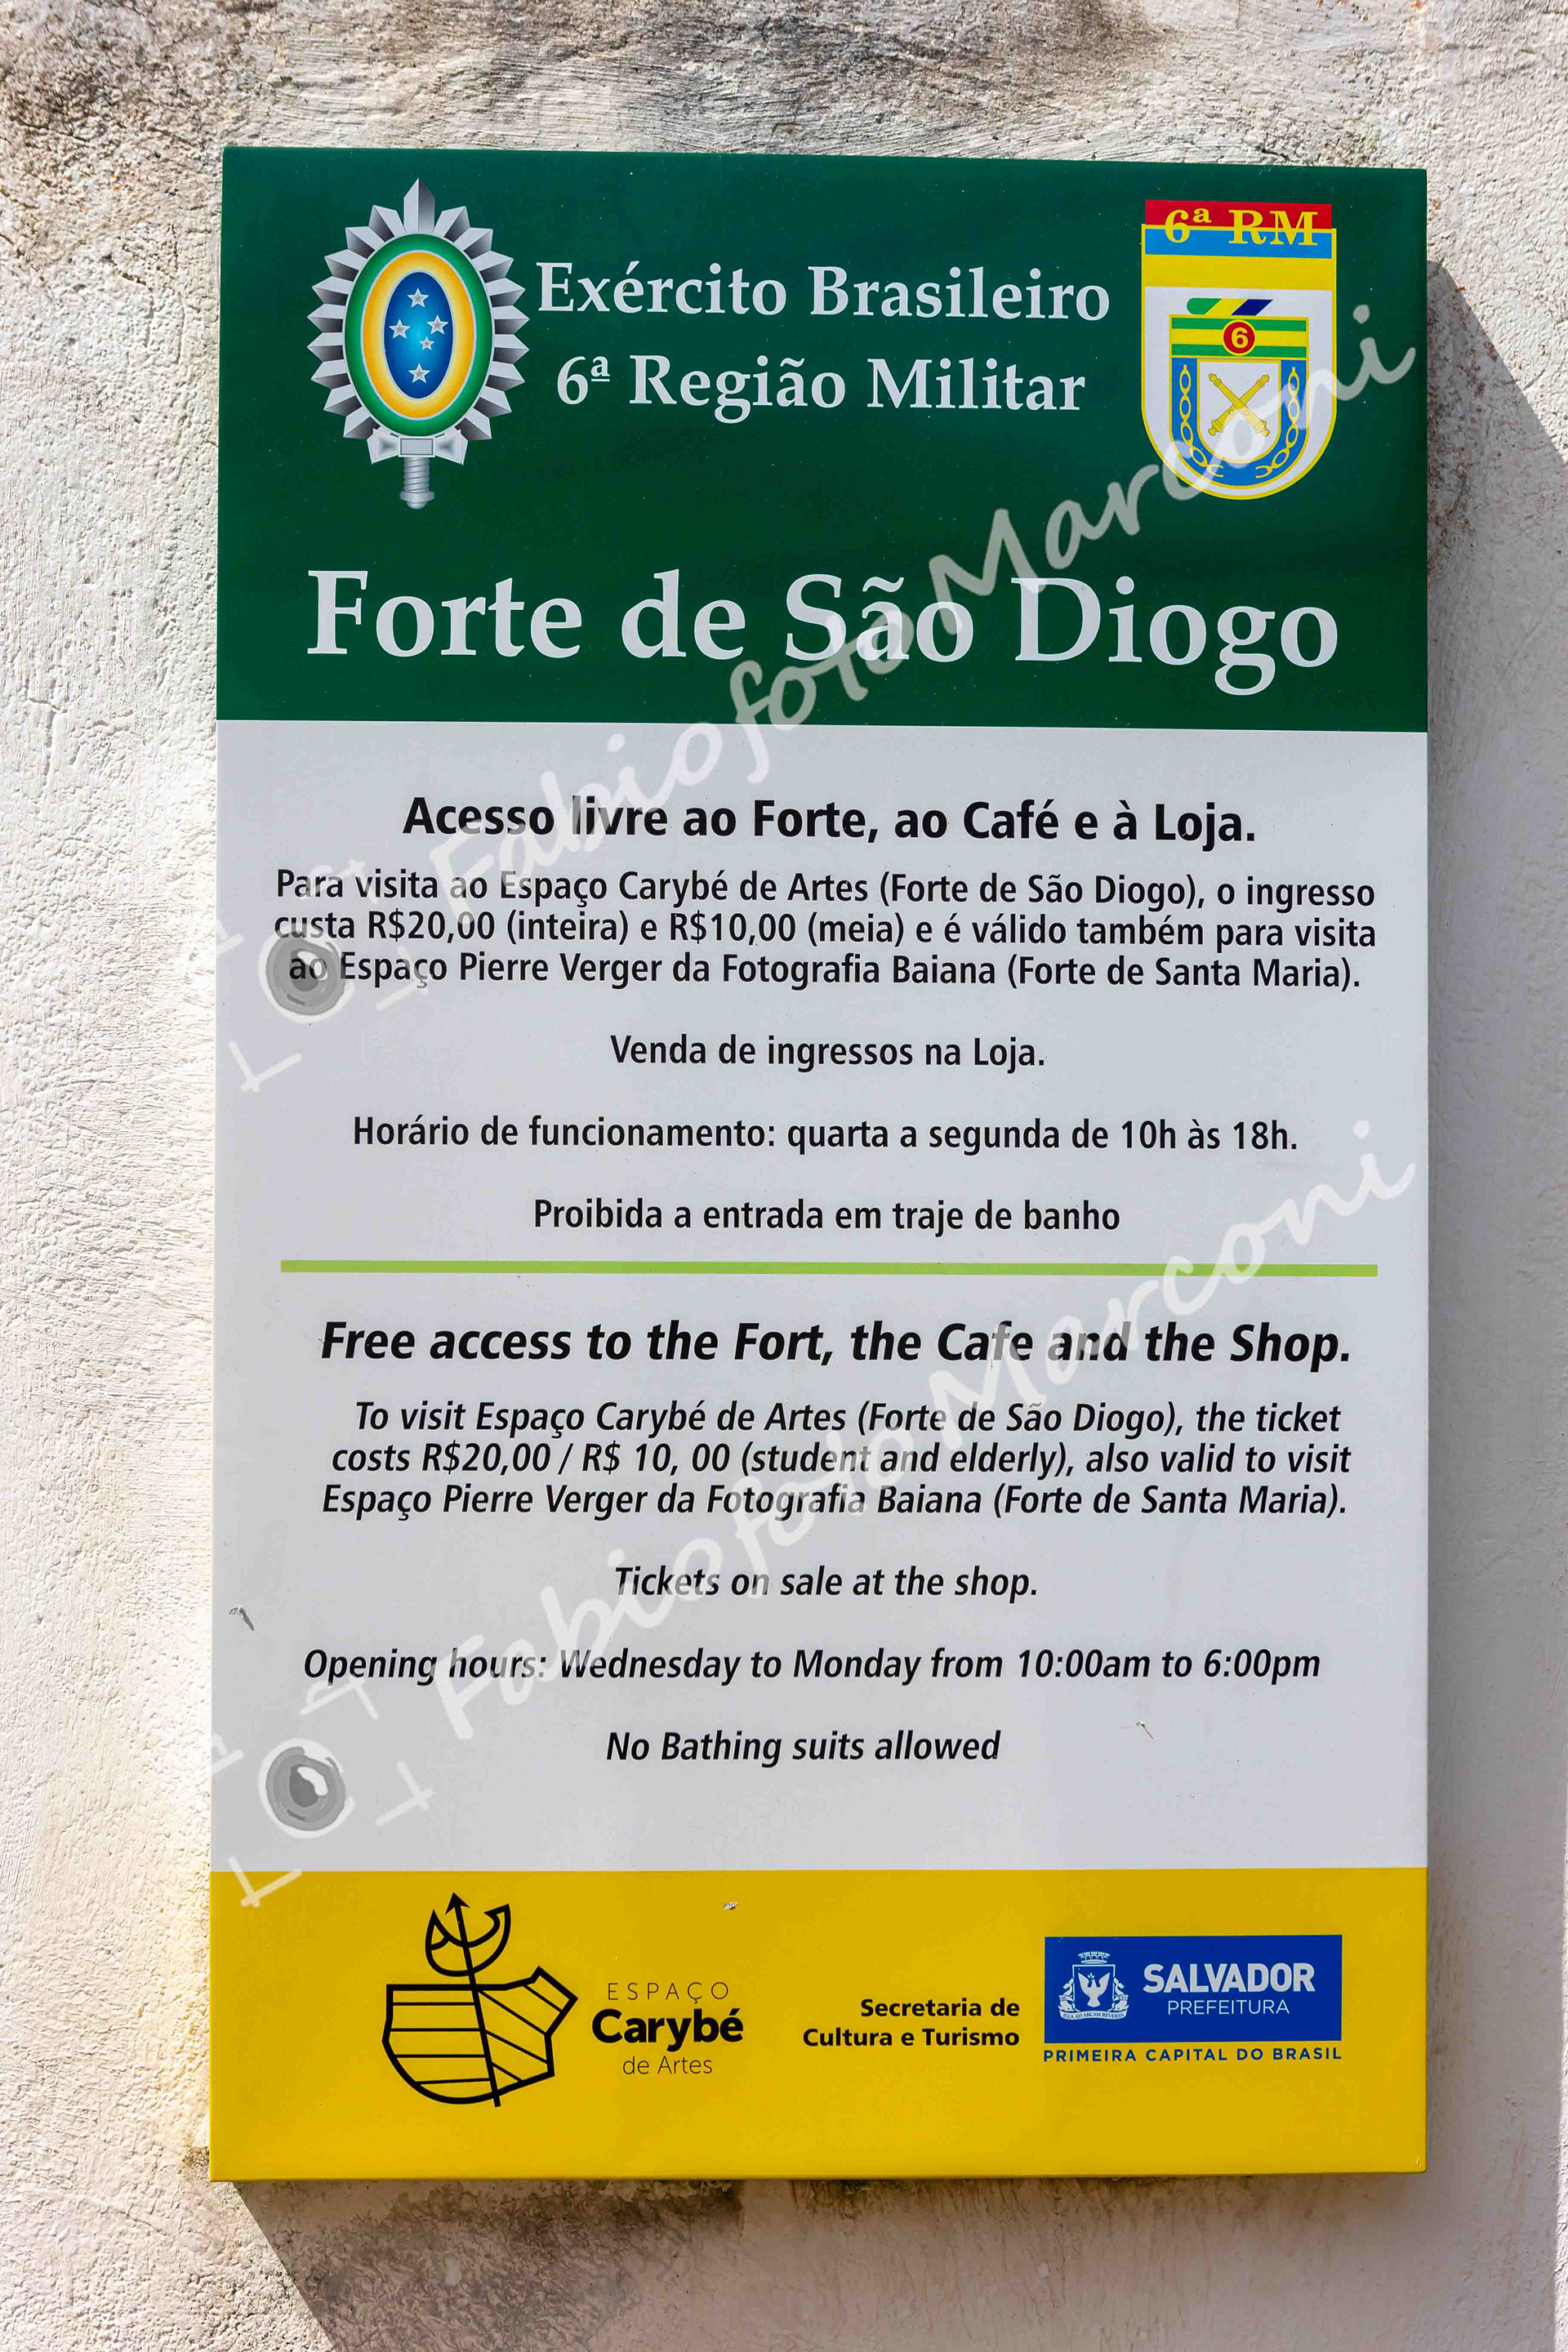 6ª RM
Exército Brasileiro
6ª Região Militar
6
Forte de São Diogo
Acesso livre ao Forte, ao Café e à Loja.
Para visita ao Espaço Carybé de Artes (Forte de São Diogo), o ingresso
custa R$20,00 (inteira) e R$10,00 (meia) e é válido também para visita
ao Espaço Pierre Verger da Fotografia Baiana (Forte de Santa Maria).
Venda de ingressos na Loja.
Horário de funcionamento: quarta a segunda de 10h às 18h.
Proibida a entrada em traje de banho
Free access to the Fort, the Cafe and the Shop.
To visit Espaço Carybé de Artes (Forte de São Diogo), the ticket
costs R$20,00 / R$ 10, 00 (student and elderly), also valid to visit
Espaço Pierre Verger da Fotografia Baiana (Forte de Santa Maria).
Tickets on sale at the shop.
Opening hours: Wednesday to Monday from 10:00am to 6:00pm
No Bathing suits allowed
ESPAÇO
Carybé
de Artes
Secretaria de
Cultura e Turismo
SALVADOR
PREFEITURA
PRIMEIRA CAPITAL DO BRASIL
Fabiofoto Marconi
Fabiofoto Marconi